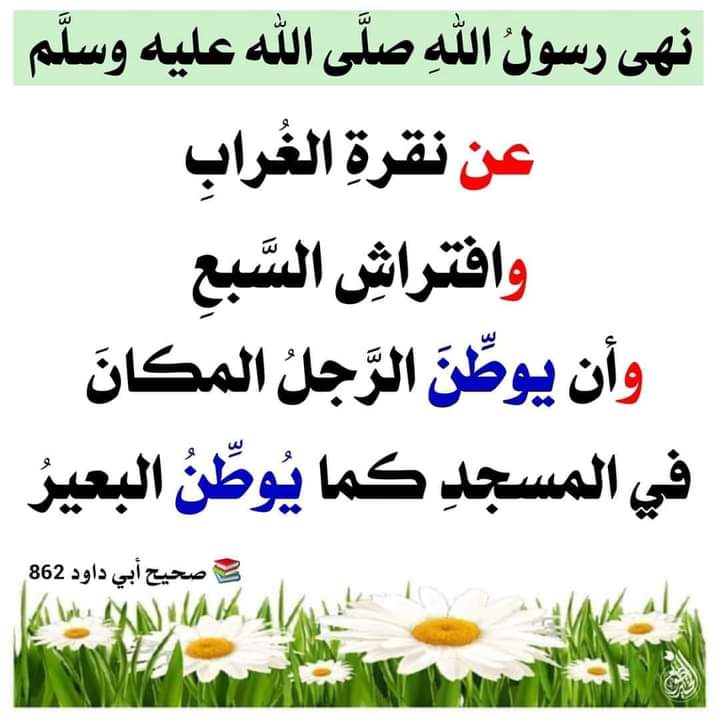 نهى رسولُ اللهِ صلَّى الله عليه وسلَّم
عن نقرةِ الغُرابِ
وافتراشِ السَّبعِ
وأن يوطِّنَ الرَّجلُ المكانَ
في المسجدِ كما يُوطِّنُ البعيرُ
📚 صحيح أبي داود 862